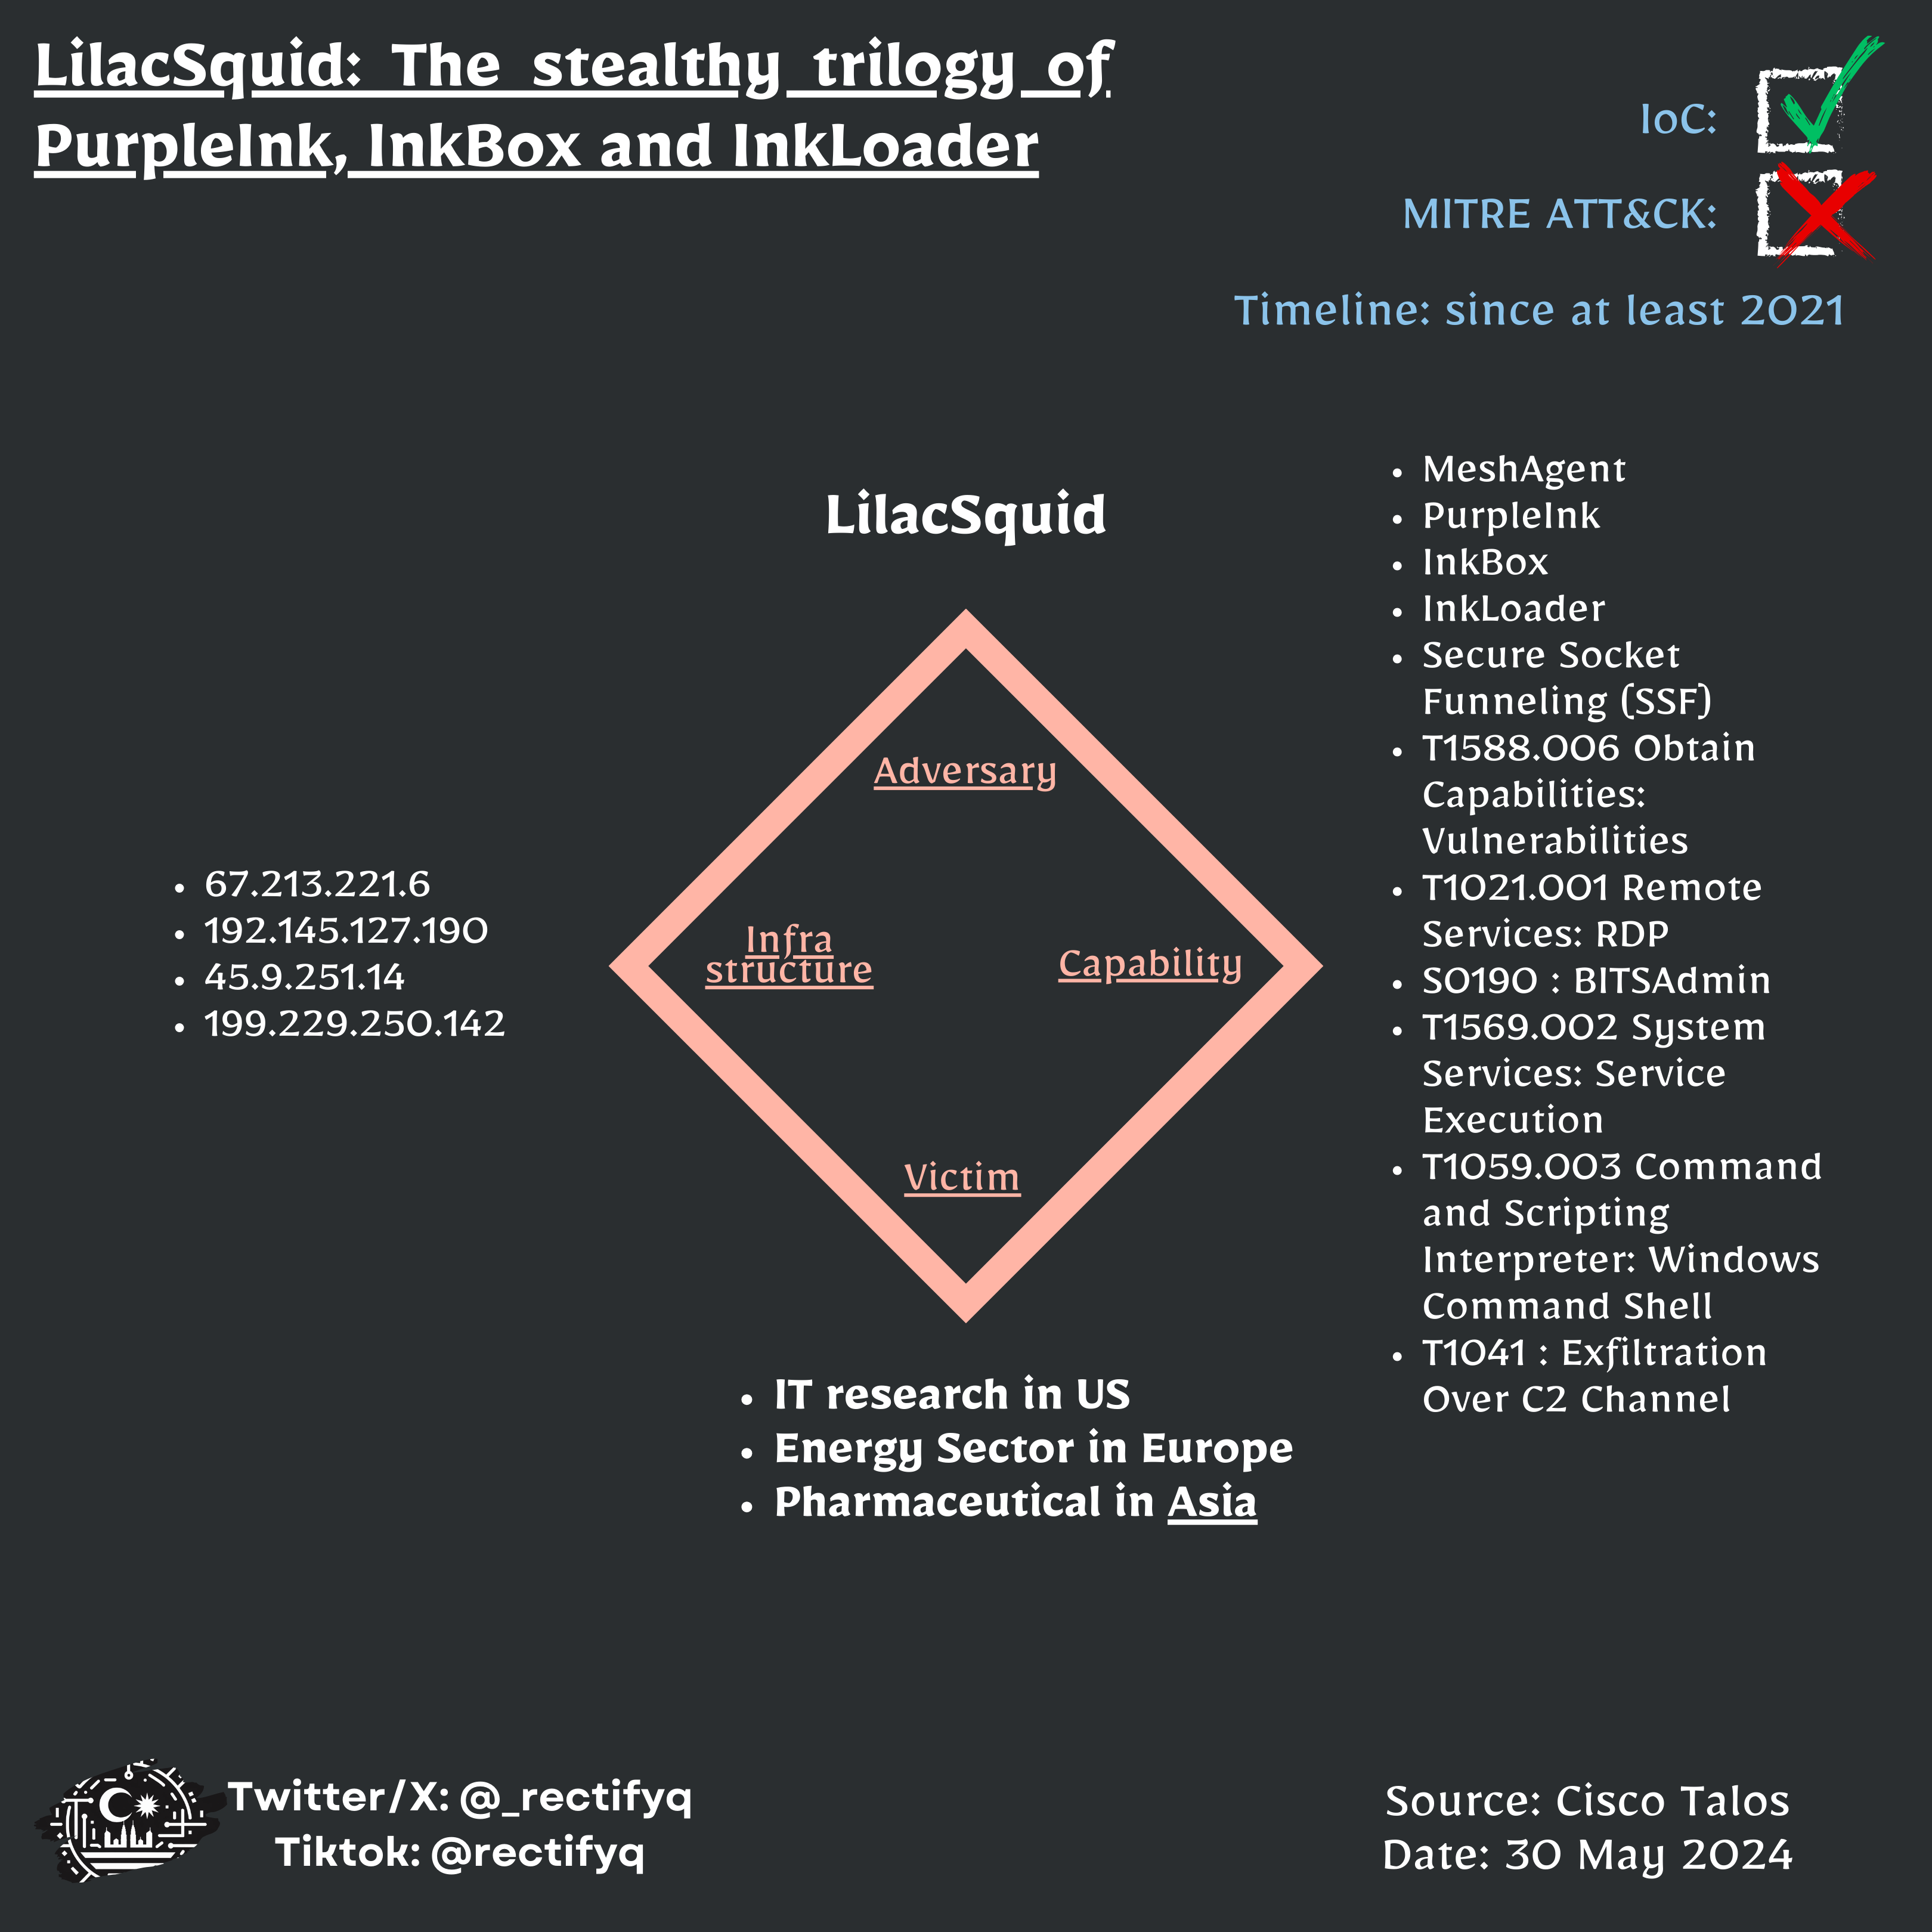 LilacSquid: The stealthy trilogy of
PurpleInk, InkBox and InkLoader
IoC:
MITRE ATT&CK:
Timeline: since at least 2021
LilacSquid
Adversary
Infra
structure
Capability
Victim
• 67.213.221.6
• 192.145.127.190
• 45.9.251.14
• 199.229.250.142
• MeshAgent
• PurpleInk
• InkBox
• InkLoader
• Secure Socket
Funneling (SSF)
• T1588.006 Obtain
Capabilities:
Vulnerabilities
• T1021.001 Remote
Services: RDP
• S0190 : BITSAdmin
• T1569.002 System
Services: Service
Execution
• T1059.003 Command
and Scripting
Interpreter: Windows
Command Shell
• T1041 : Exfiltration
Over C2 Channel
• IT research in US
• Energy Sector in Europe
• Pharmaceutical in Asia
Twitter/X: @_rectifyq
Tiktok: @rectifyq
Source: Cisco Talos
Date: 30 May 2024